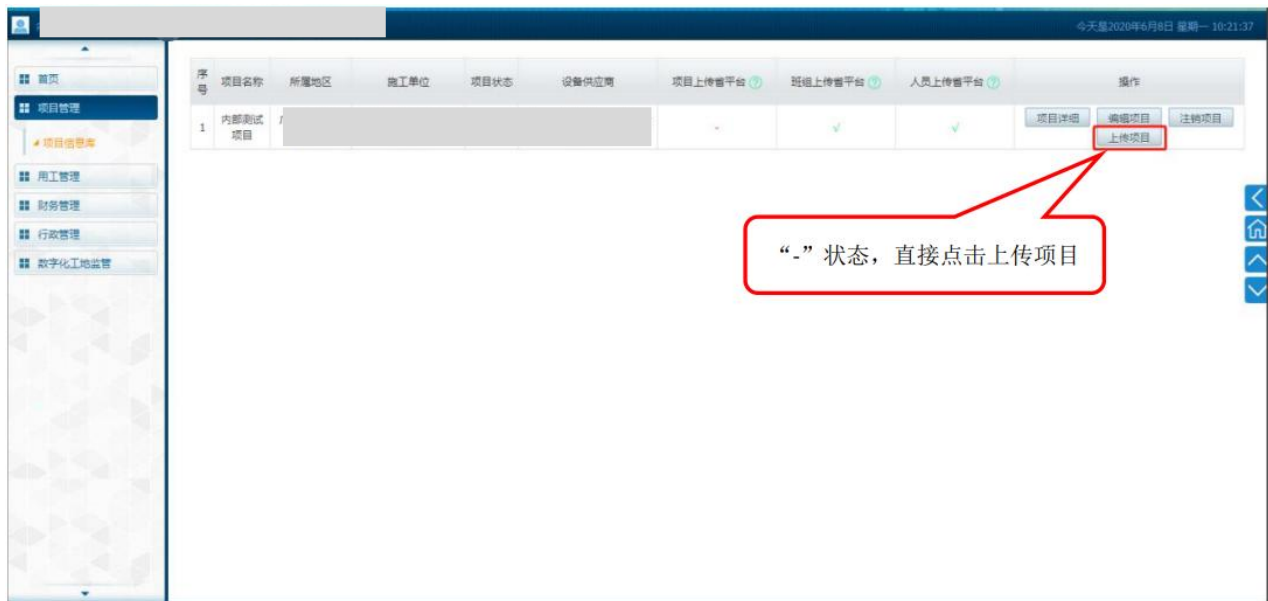 今天是2020年6月8日 星期一 10:21:37
首页
项目管理
项目信息库
用工管理
财务管理
行政管理
数字化工地监管
序号 项目名称 所属地区 施工单位 项目状态 设备供应商 项目上传省平台 ? 班组上传省平台 ? 人员上传省平台 ? 操作
1 内部测试项目 - √ √ 项目详细 编辑项目 注销项目
上传项目
“-”状态，直接点击上传项目